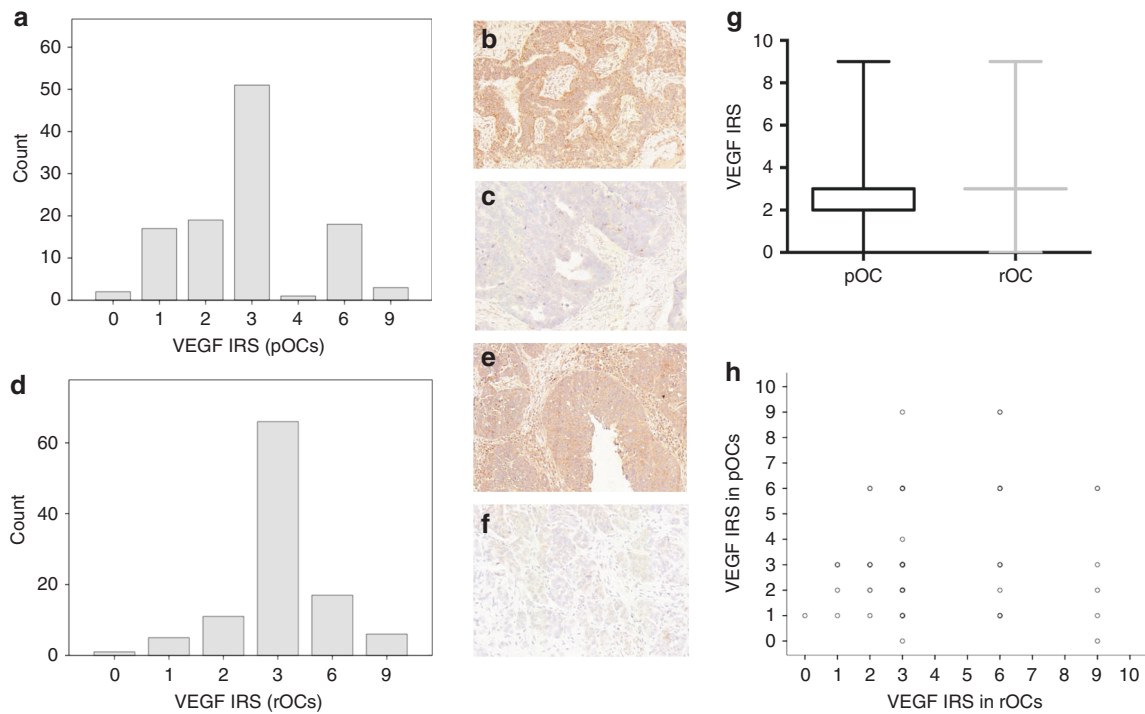 a
60
50
40
30
20
10
0
Count
0 1 2 3 4 6 9
VEGF IRS (pOCs)
b
c
d
60
40
20
0
Count
0 1 2 3 6 9
VEGF IRS (rOCs)
e
f
g
10
8
6
4
2
0
VEGF IRS
pOC rOC
h
10
9
8
7
6
5
4
3
2
1
0
VEGF IRS in pOCs
0 1 2 3 4 5 6 7 8 9 10
VEGF IRS in rOCs